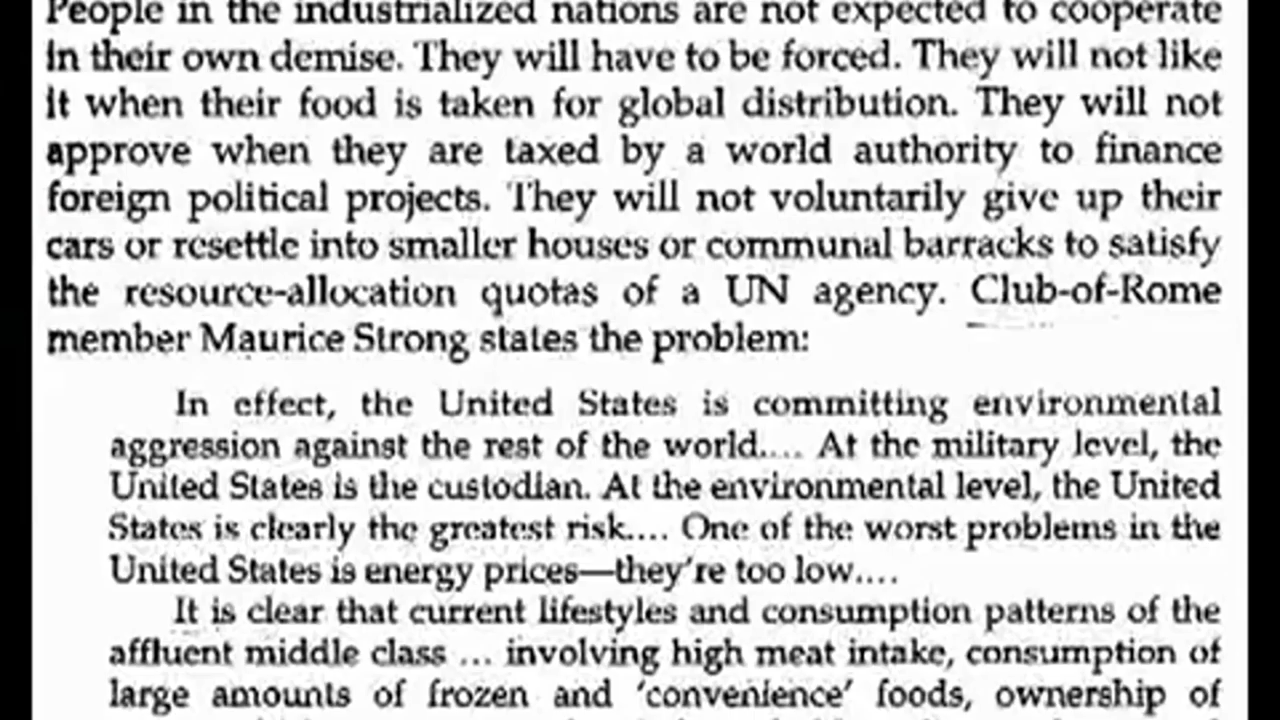 People in the industrialized nations are not expected to cooperate
in their own demise. They will have to be forced. They will not like
it when their food is taken for global distribution. They will not
approve when they are taxed by a world authority to finance
foreign political projects. They will not voluntarily give up their
cars or resettle into smaller houses or communal barracks to satisfy
the resource-allocation quotas of a UN agency. Club-of-Rome
member Maurice Strong states the problem:
In effect, the United States is committing environmental
aggression against the rest of the world.... At the military level, the
United States is the custodian. At the environmental level, the United
States is clearly the greatest risk.... One of the worst problems in the
United States is energy prices—they're too low....
It is clear that current lifestyles and consumption patterns of the
affluent middle class ... involving high meat intake, consumption of
large amounts of frozen and 'convenience' foods, ownership of